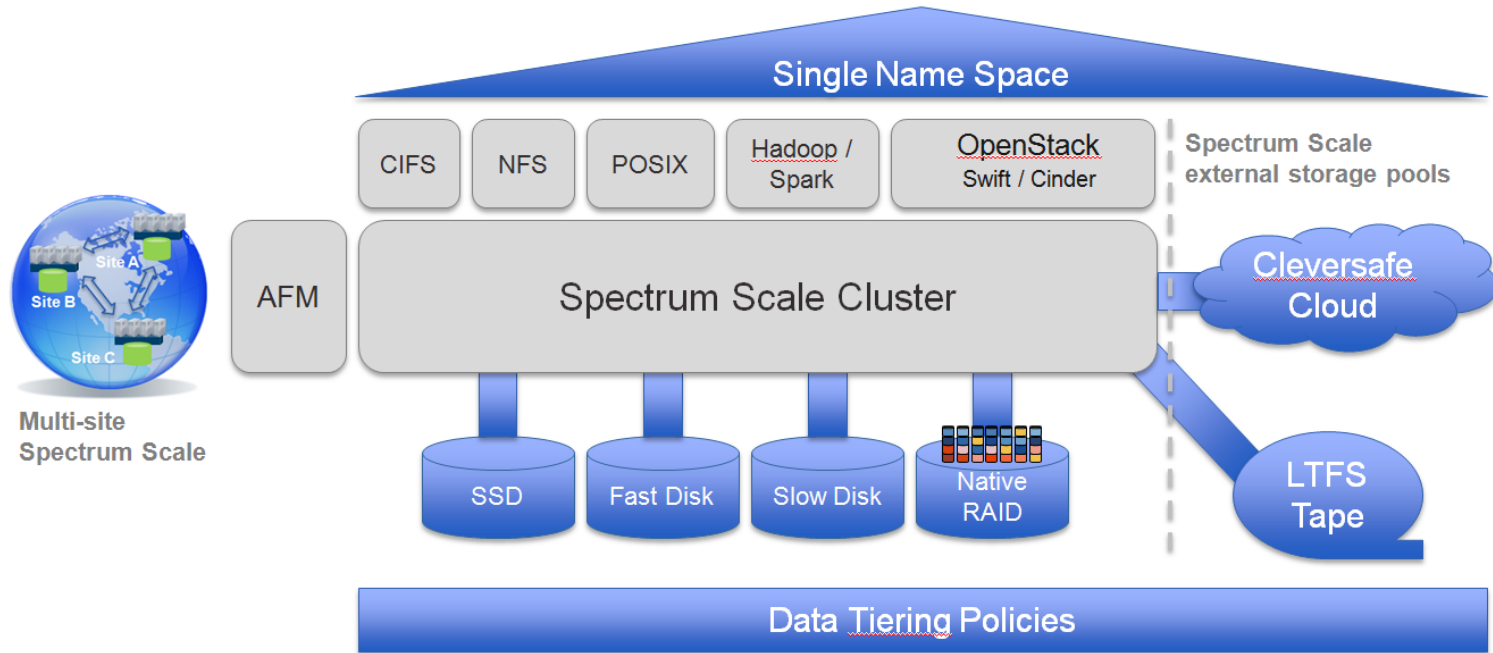 Single Name Space
CIFS
NFS
POSIX
Hadoop /
Spark
OpenStack
Swift / Cinder
Spectrum Scale
external storage pools
Site A
Site B
Site C
Multi-site
Spectrum Scale
AFM
Spectrum Scale Cluster
Cleversafe
Cloud
SSD
Fast Disk
Slow Disk
Native
RAID
LTFS
Tape
Data Tiering Policies